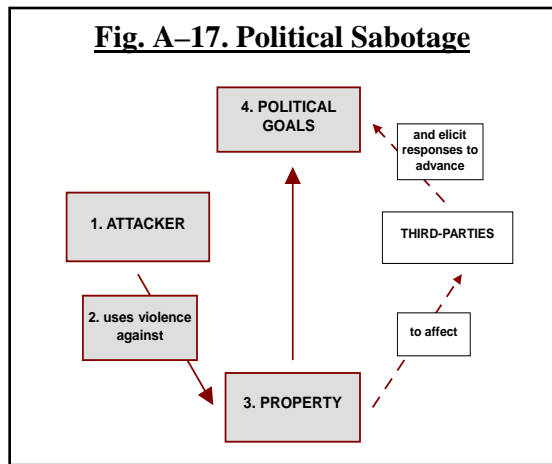 Fig. A–17. Political Sabotage
4. POLITICAL
GOALS
and elicit
responses to
advance
1. ATTACKER
THIRD-PARTIES
2. uses violence
against
to affect
3. PROPERTY